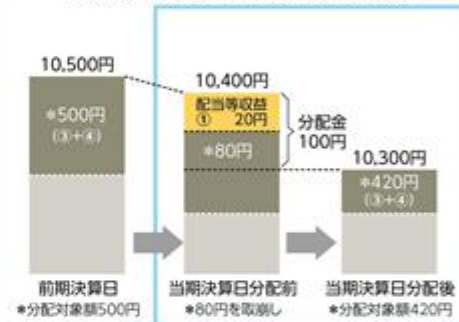 10,500円
10,400円
配当等収益
① 20円
分配金
100円
*500円
(③+④)
*80円
10,300円
*420円
(③+④)
前期決算日
当期決算日分配前
当期決算日分配後
*分配対象額500円
*80円を取崩し
*分配対象額420円